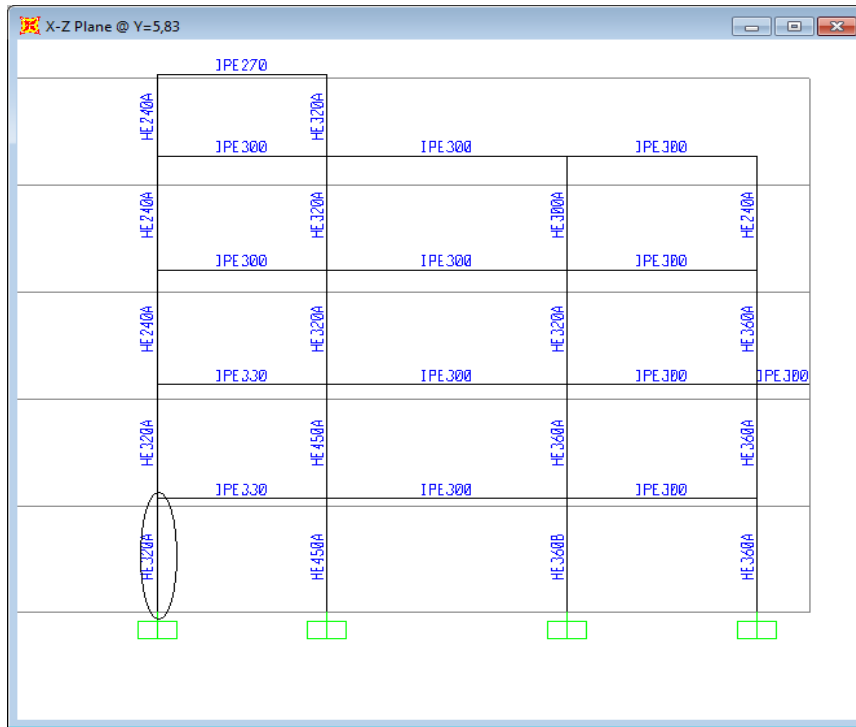 X-Z Plane @ Y=5,83
IPE270
HE240A HE320A
IPE300 IPE300 IPE300
HE240A HE320A HE300A HE240A
IPE300 IPE300 IPE300
HE240A HE320A HE320A HE360A
IPE330 IPE300 IPE300 IPE300
HE320A HE450A HE360A HE360A
IPE330 IPE300 IPE300
HE320A HE450A HE360B HE360A